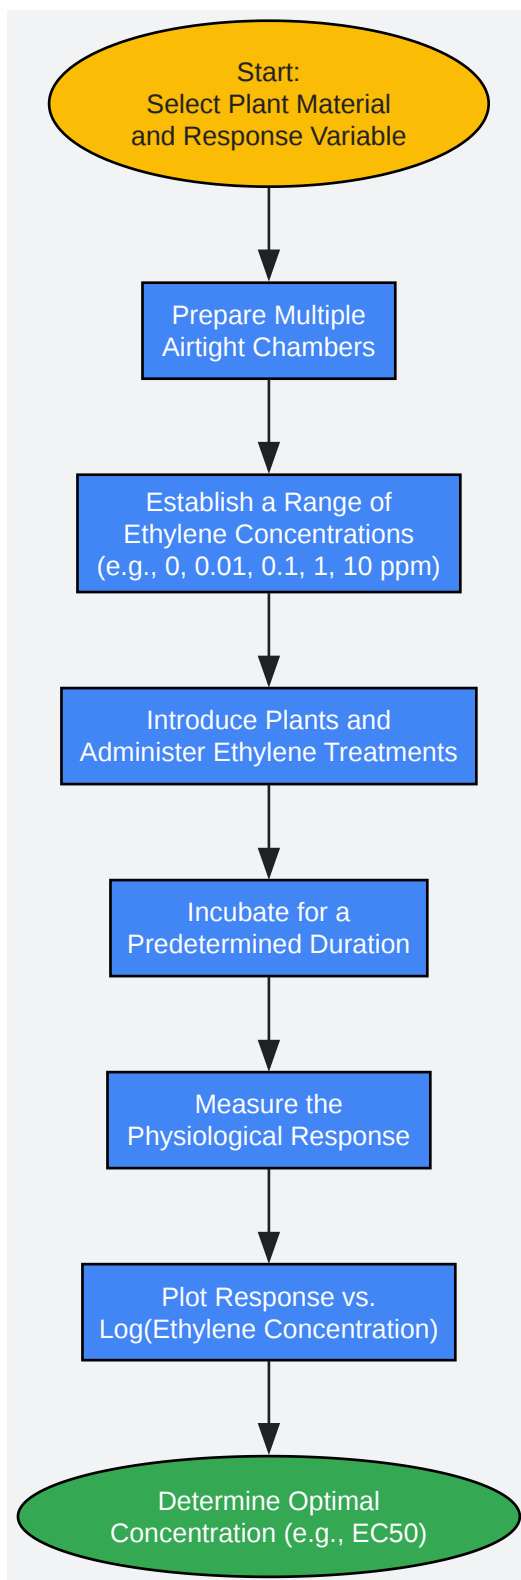 Start:
Select Plant Material
and Response Variable
Prepare Multiple
Airtight Chambers
Establish a Range of
Ethylene Concentrations
(e.g., 0, 0.01, 0.1, 1, 10 ppm)
Introduce Plants and
Administer Ethylene Treatments
Incubate for a
Predetermined Duration
Measure the
Physiological Response
Plot Response vs.
Log(Ethylene Concentration)
Determine Optimal
Concentration (e.g., EC50)